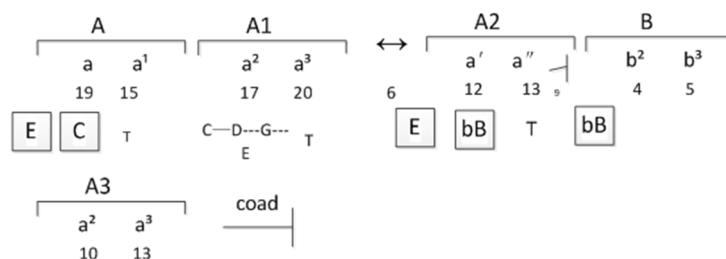 A A1 ↔ A2 B
a a¹ a² a³ a′ a″ b² b³
19 15 17 20 6 12 13 9 4 5
E C T C—D---G--- T E bB T bB
E
A3
a² a³ coad
10 13